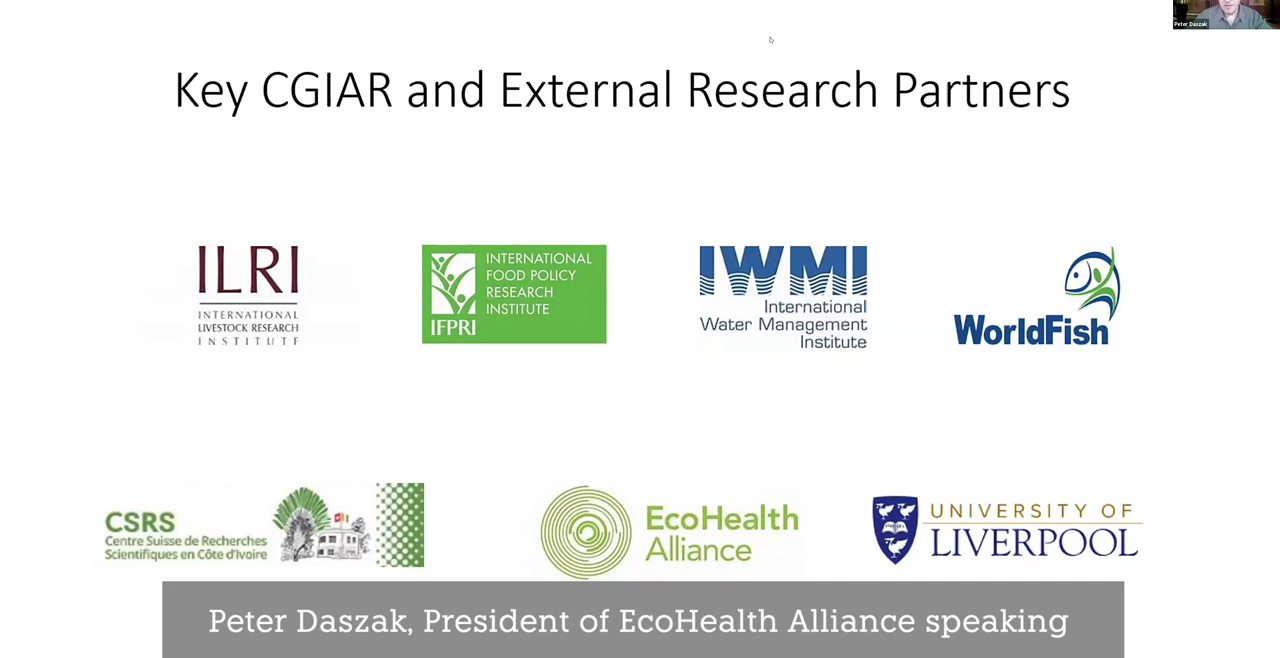 Peter Daszak
Key CGIAR and External Research Partners
ILRI
INTERNATIONAL
LIVESTOCK RESEARCH
INSTITUTE
INTERNATIONAL
FOOD POLICY
RESEARCH
INSTITUTE
IFPRI
IWMI
International
Water Management
Institute
WorldFish
CSRS
Centre Suisse de Recherches
Scientifiques en Côte d'Ivoire
EcoHealth
Alliance
UNIVERSITY OF
LIVERPOOL
Peter Daszak, President of EcoHealth Alliance speaking